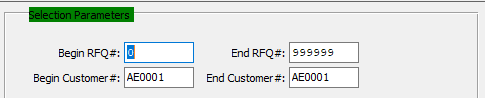 Selection Parameters
Begin RFQ#: 0 End RFQ#: 999999
Begin Customer#: AE0001 End Customer#: AE0001